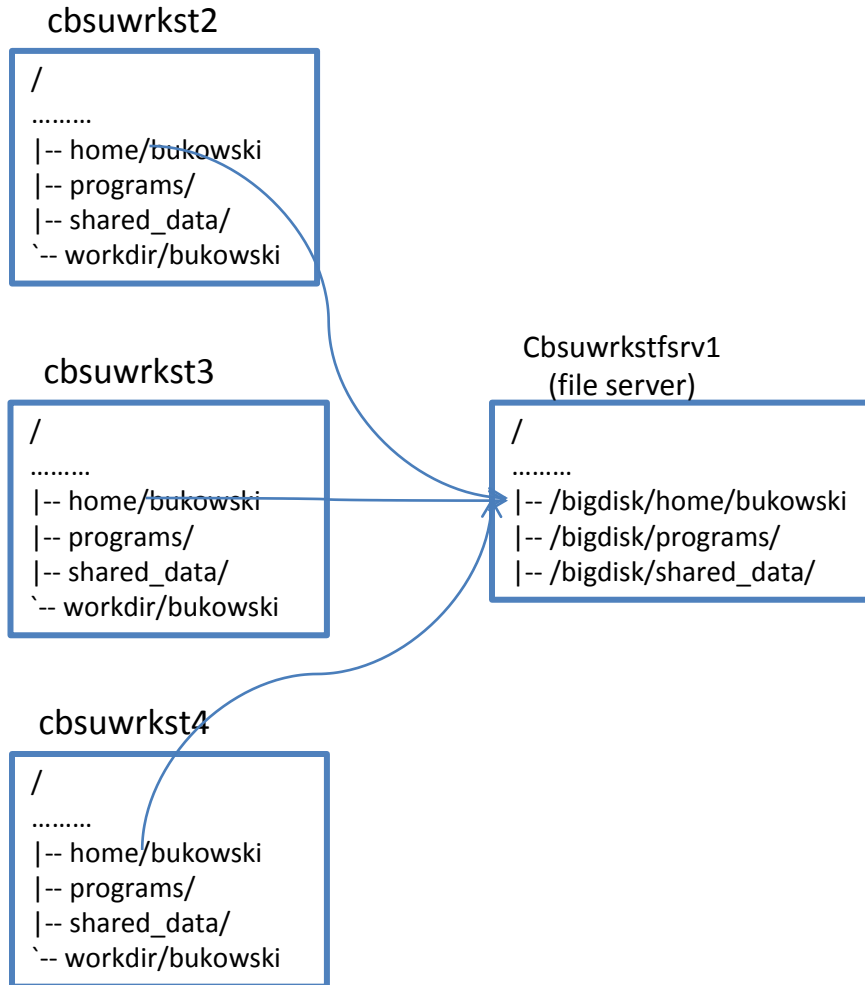 cbsuwrkst2
/
………
|-- home/bukowski
|-- programs/
|-- shared_data/
`-- workdir/bukowski
cbsuwrkst3
/
………
|-- home/bukowski
|-- programs/
|-- shared_data/
`-- workdir/bukowski
Cbsuwrkstfsrv1
(file server)
/
………
|-- /bigdisk/home/bukowski
|-- /bigdisk/programs/
|-- /bigdisk/shared_data/
cbsuwrkst4
/
………
|-- home/bukowski
|-- programs/
|-- shared_data/
`-- workdir/bukowski